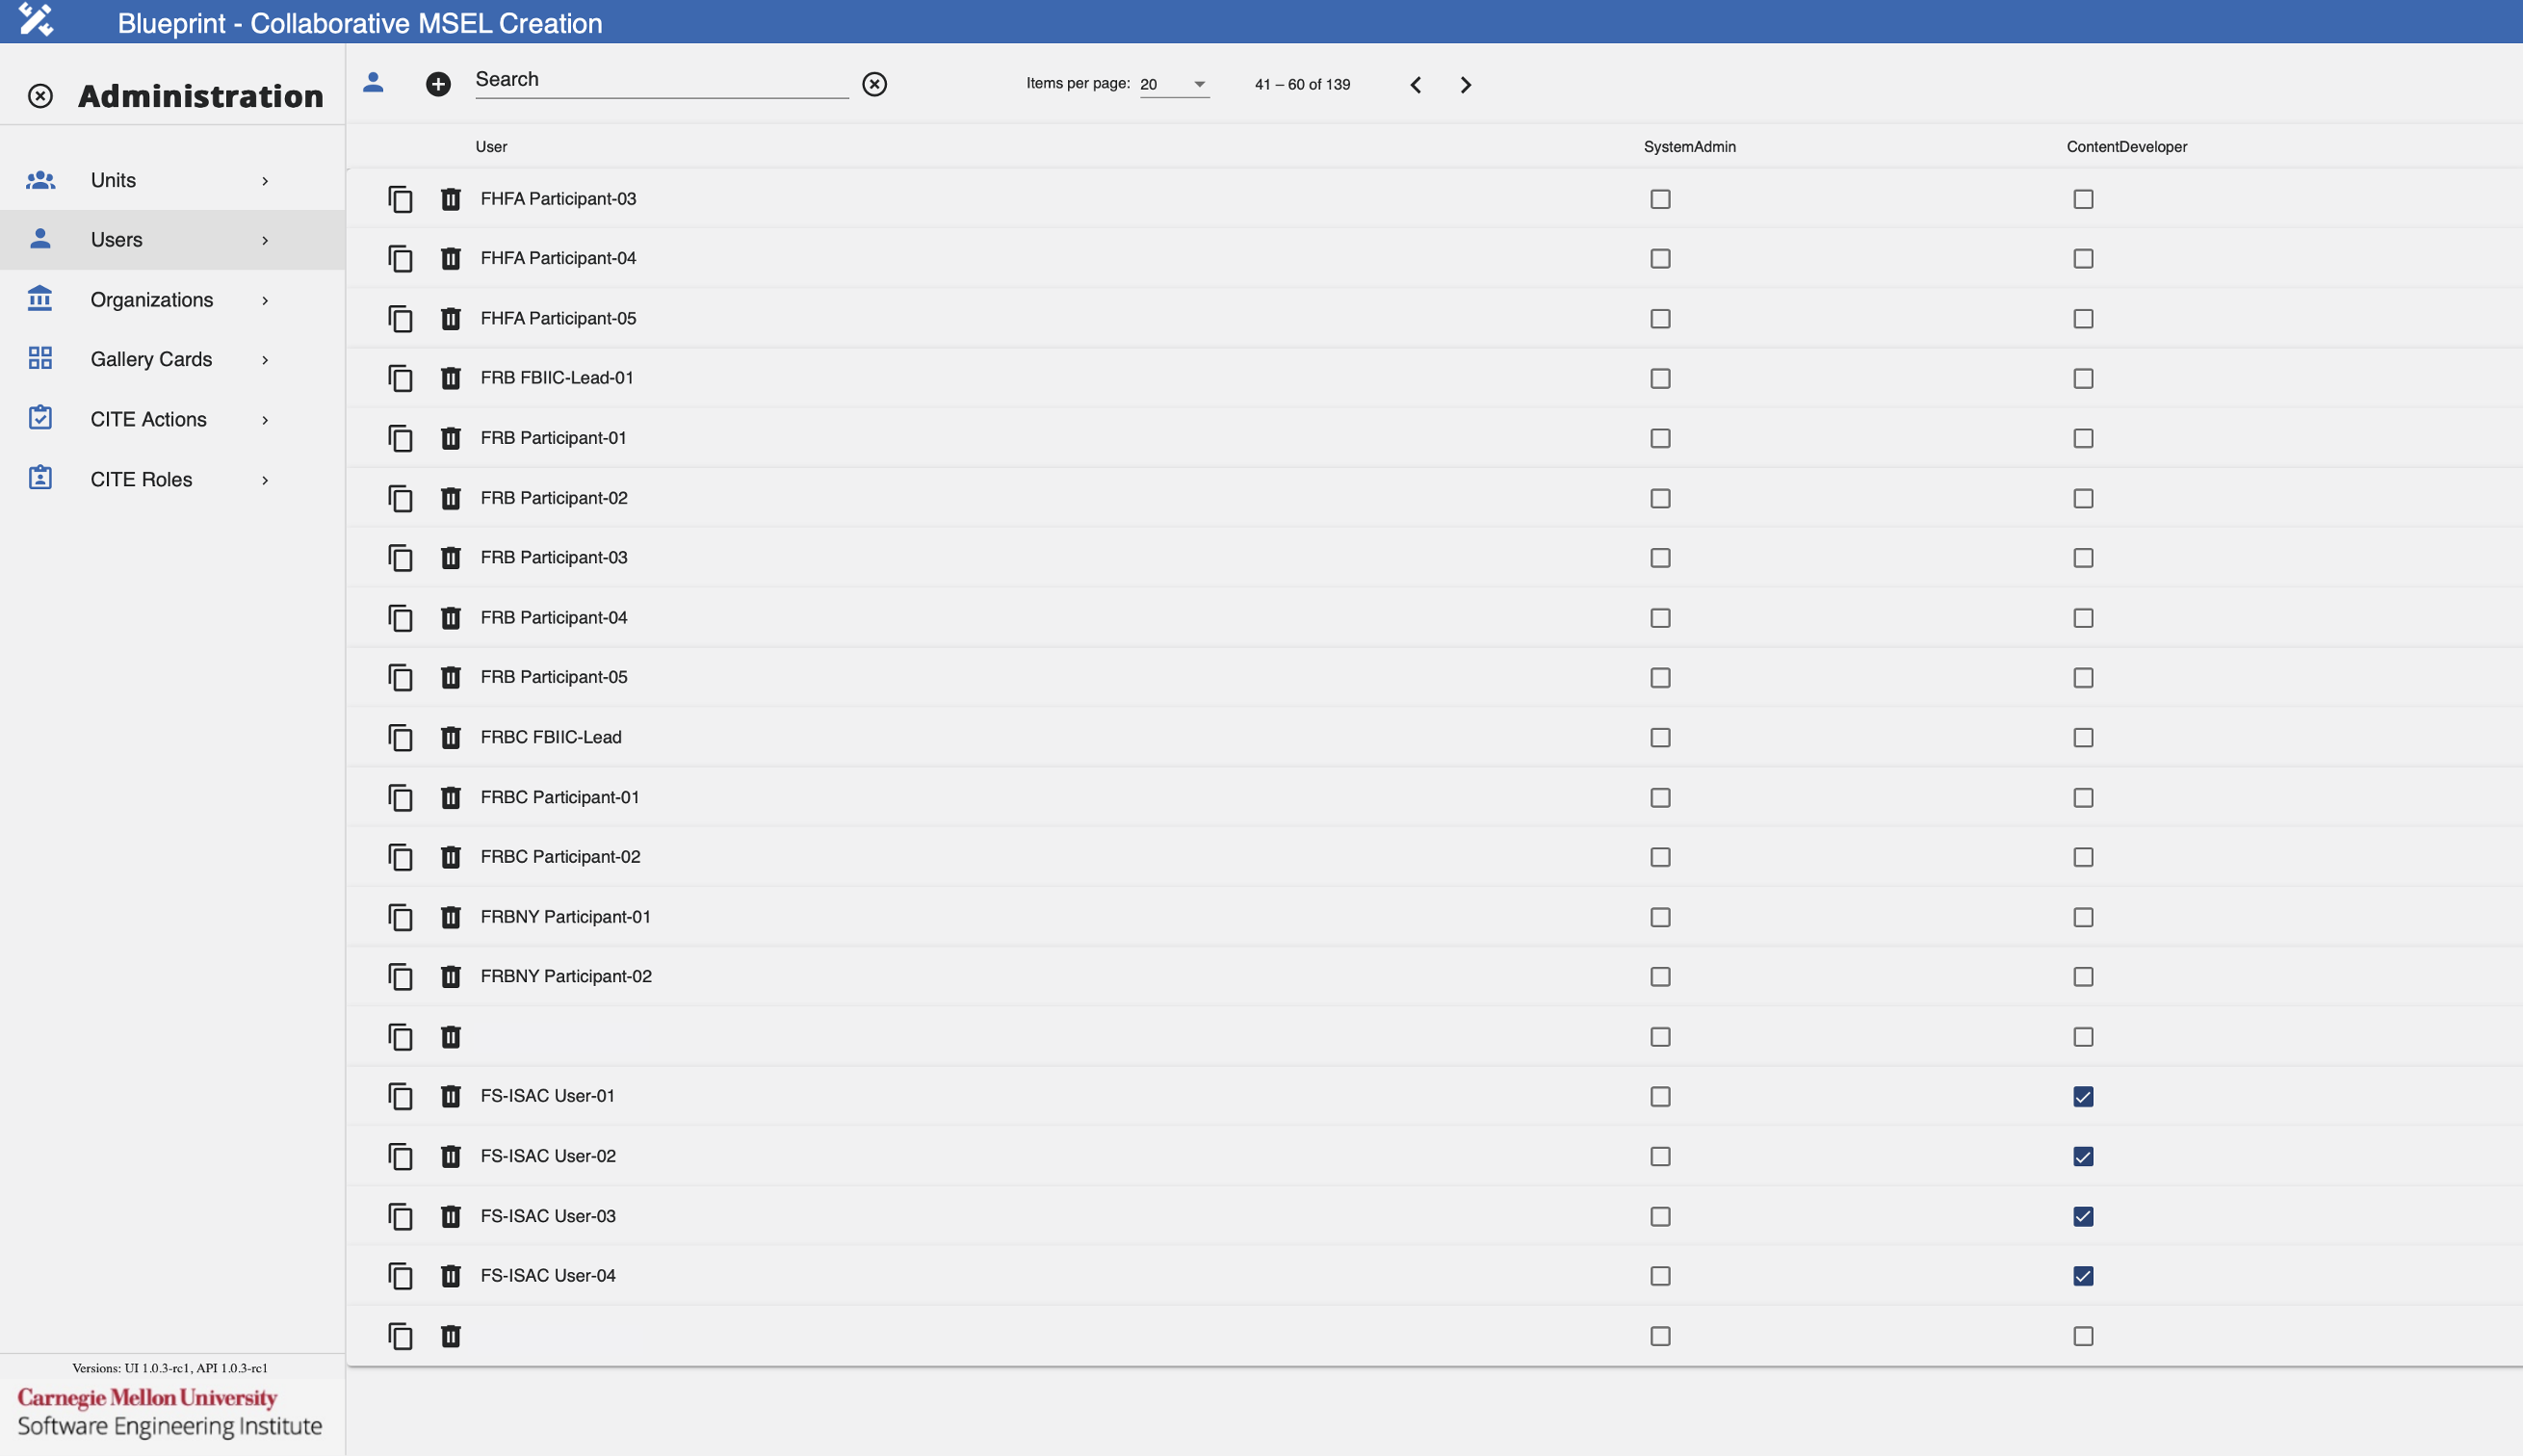 Blueprint - Collaborative MSEL Creation
Administration
Search
Items per page: 20
41 – 60 of 139
User
SystemAdmin
ContentDeveloper
Units
Users
Organizations
Gallery Cards
CITE Actions
CITE Roles
FHFA Participant-03
FHFA Participant-04
FHFA Participant-05
FRB FBIIC-Lead-01
FRB Participant-01
FRB Participant-02
FRB Participant-03
FRB Participant-04
FRB Participant-05
FRBC FBIIC-Lead
FRBC Participant-01
FRBC Participant-02
FRBNY Participant-01
FRBNY Participant-02
FS-ISAC User-01
FS-ISAC User-02
FS-ISAC User-03
FS-ISAC User-04
Versions: UI 1.0.3-rc1, API 1.0.3-rc1
Carnegie Mellon University
Software Engineering Institute